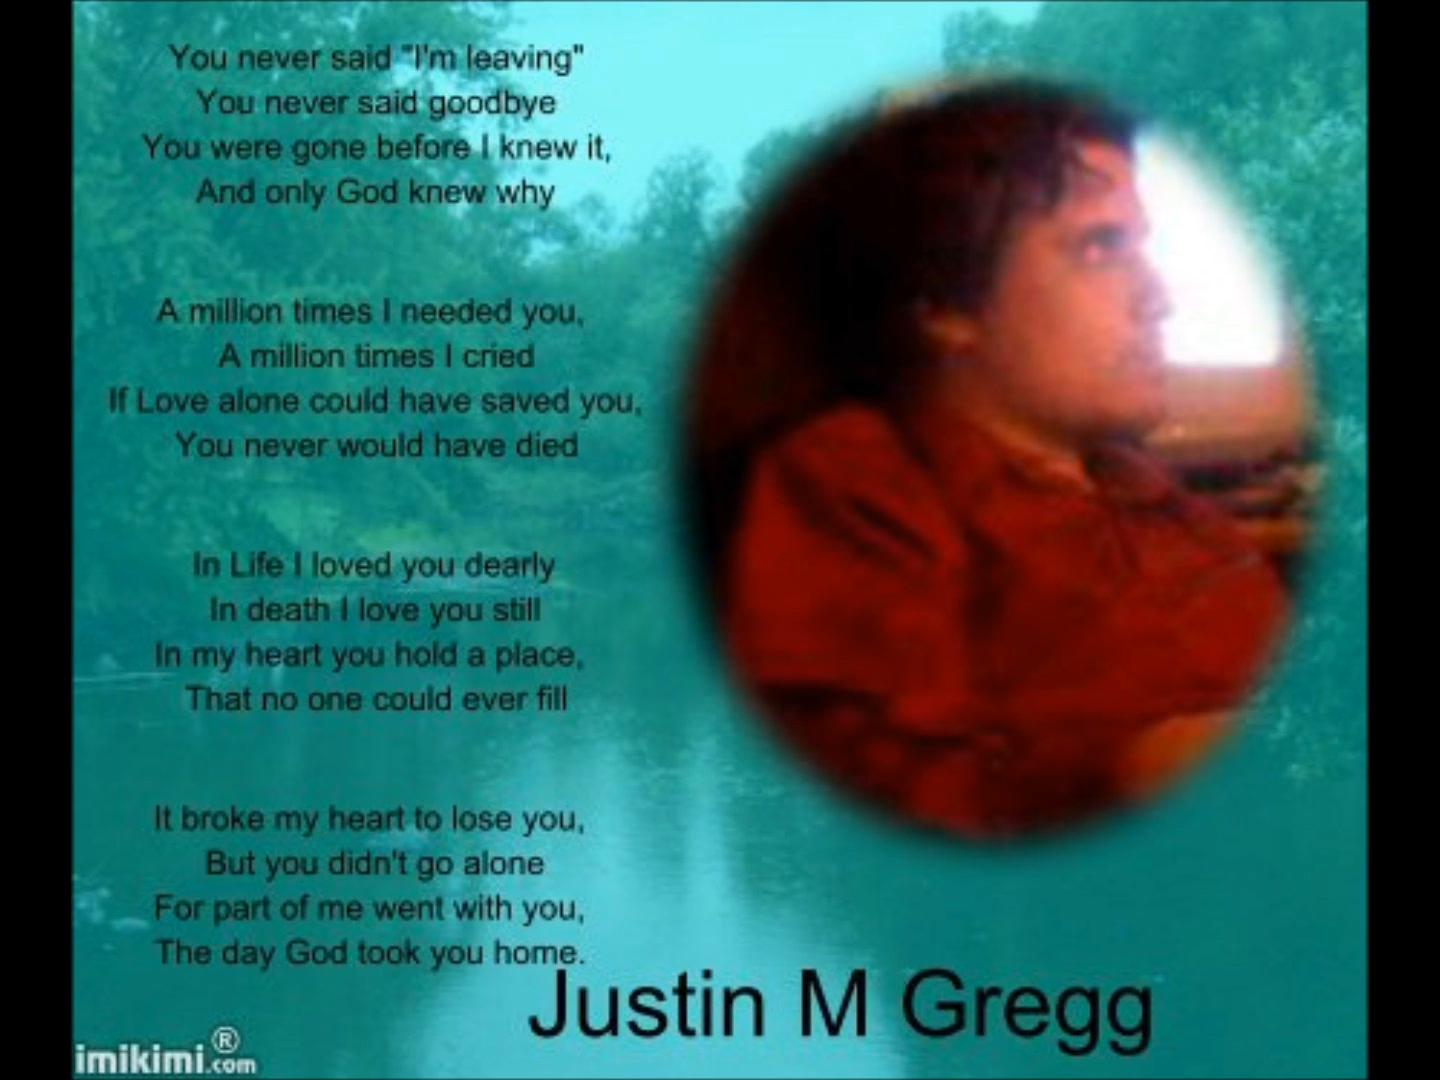 You never said "I'm leaving"
You never said goodbye
You were gone before I knew it,
And only God knew why
A million times I needed you,
A million times I cried
If Love alone could have saved you,
You never would have died
In Life I loved you dearly
In death I love you still
In my heart you hold a place,
That no one could ever fill
It broke my heart to lose you,
But you didn't go alone
For part of me went with you,
The day God took you home.
Justin M Gregg
imikimi.com®